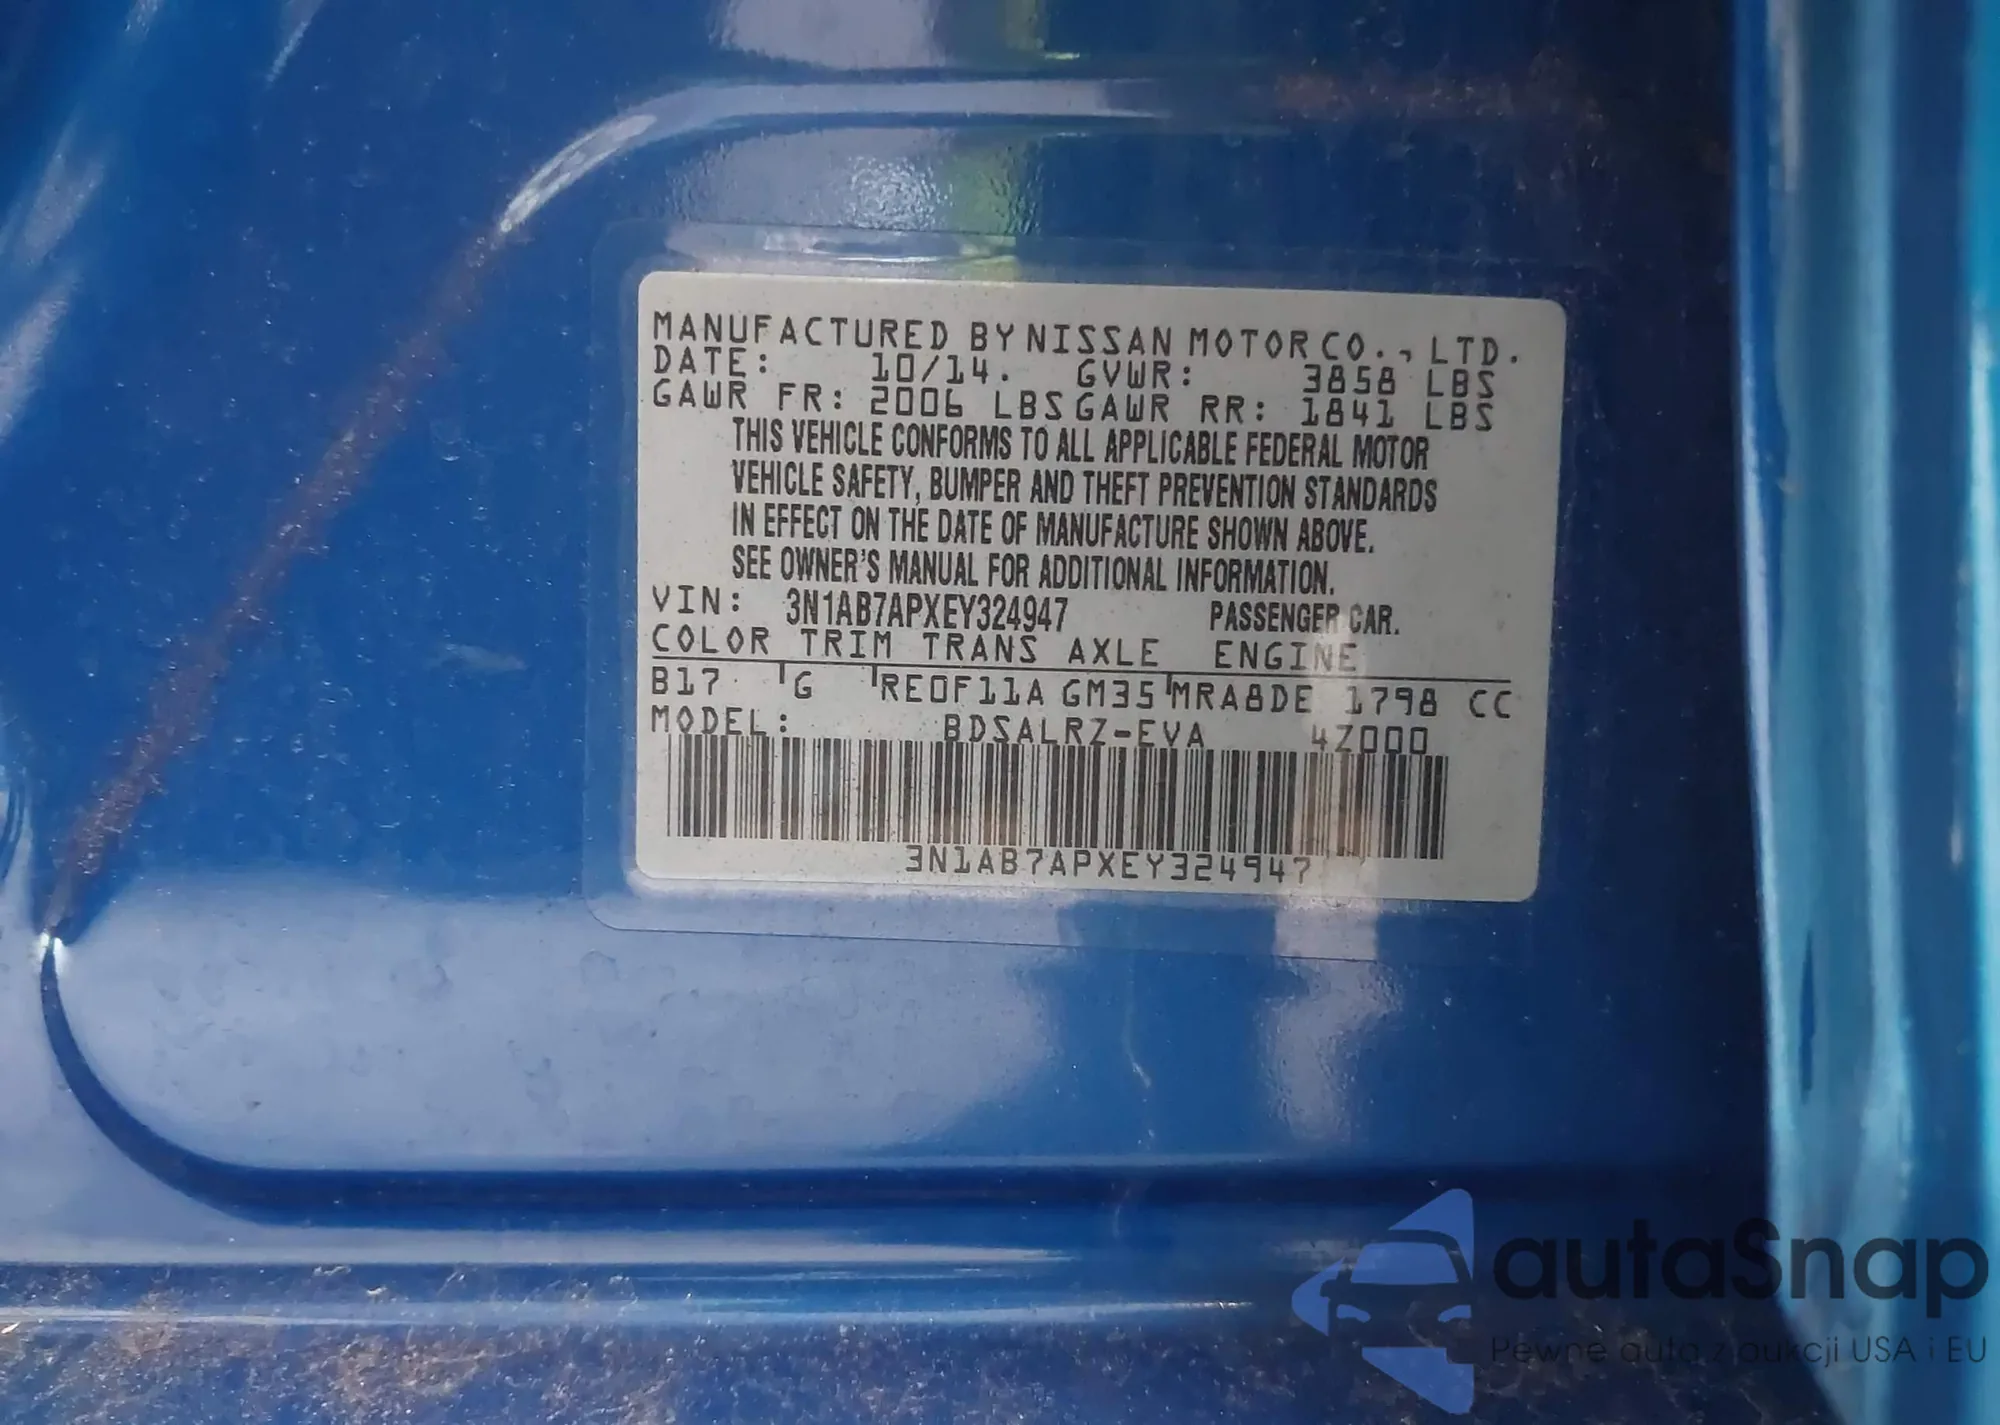 MANUFACTURED BY NISSAN MOTOR CO., LTD.
DATE: 10/14. GVWR: 3858 LBS
GAWR FR: 2006 LBS GAWR RR: 1841 LBS
THIS VEHICLE CONFORMS TO ALL APPLICABLE FEDERAL MOTOR
VEHICLE SAFETY, BUMPER AND THEFT PREVENTION STANDARDS
IN EFFECT ON THE DATE OF MANUFACTURE SHOWN ABOVE.
SEE OWNER'S MANUAL FOR ADDITIONAL INFORMATION.
VIN: 3N1AB7APXEY324947 PASSENGER CAR.
COLOR TRIM TRANS AXLE ENGINE
B17 G RE0F11A GM35 MRA8DE 1798 CC
MODEL: BDSALRZ-EVA 4Z000
3N1AB7APXEY324947
autaSnap
Pewne auta z aukcji USA i EU